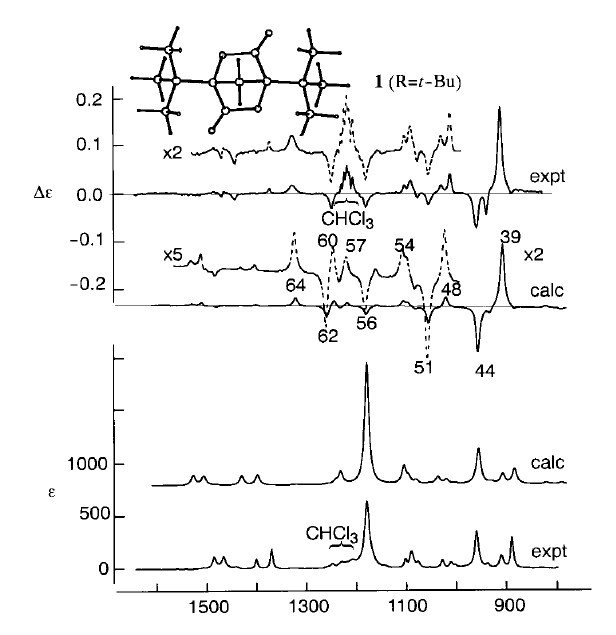 1 (R=t-Bu)
0.2
0.1
x2
expt
Δε
0.0
CHCl3
-0.1
60
57
54
39
x5
x2
64
48
-0.2
calc
62
56
51
44
1000
calc
ε
500
CHCl3
expt
0
1500
1300
1100
900